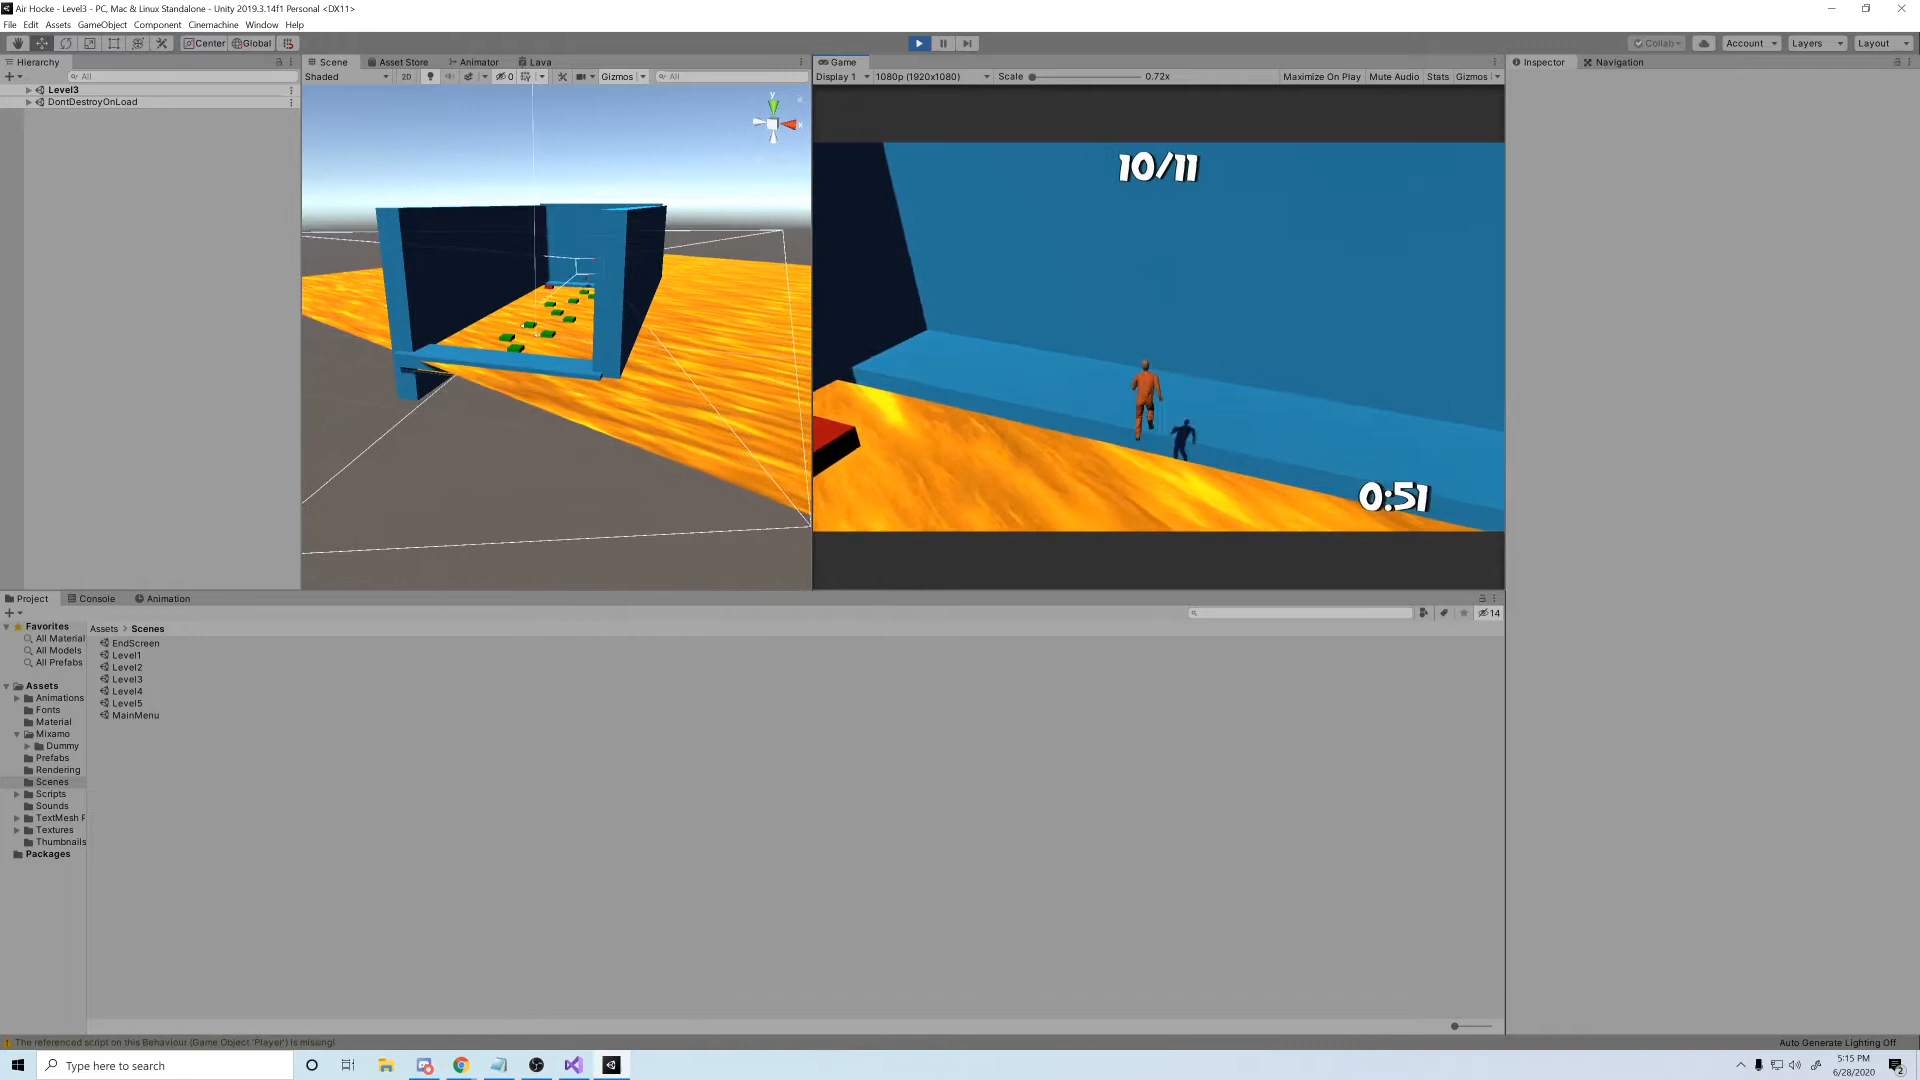 Air Hocke - Level3 - PC, Mac & Linux Standalone - Unity 2019.3.14f1 Personal <DX11>
File Edit Assets GameObject Component Cinemachine Window Help
Center Global
Collab Account Layers Layout
Hierarchy
All
Level3
DontDestroyOnLoad
Scene Asset Store Animator Lava
Shaded 2D 0 Gizmos All
y
x
Game
Display 1 1080p (1920x1080) Scale 0.72x Maximize On Play Mute Audio Stats Gizmos
10/11
0:51
Inspector Navigation
Project Console Animation
14
Favorites
All Material
All Models
All Prefabs
Assets
Animations
Fonts
Material
Mixamo
Dummy
Prefabs
Rendering
Scenes
Scripts
Sounds
TextMesh P
Textures
Thumbnails
Packages
Assets > Scenes
EndScreen
Level1
Level2
Level3
Level4
Level5
MainMenu
The referenced script on this Behaviour (Game Object 'Player') is missing!
Auto Generate Lighting Off
Type here to search
5:15 PM
6/28/2020
2